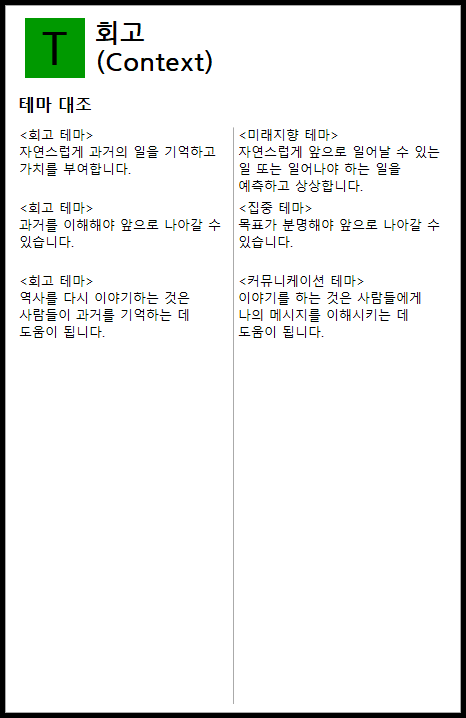 T
회고
(Context)
테마 대조
<회고 테마>
자연스럽게 과거의 일을 기억하고
가치를 부여합니다.
<미래지향 테마>
자연스럽게 앞으로 일어날 수 있는
일 또는 일어나야 하는 일을
예측하고 상상합니다.
<회고 테마>
과거를 이해해야 앞으로 나아갈 수
있습니다.
<집중 테마>
목표가 분명해야 앞으로 나아갈 수
있습니다.
<회고 테마>
역사를 다시 이야기하는 것은
사람들이 과거를 기억하는 데
도움이 됩니다.
<커뮤니케이션 테마>
이야기를 하는 것은 사람들에게
나의 메시지를 이해시키는 데
도움이 됩니다.